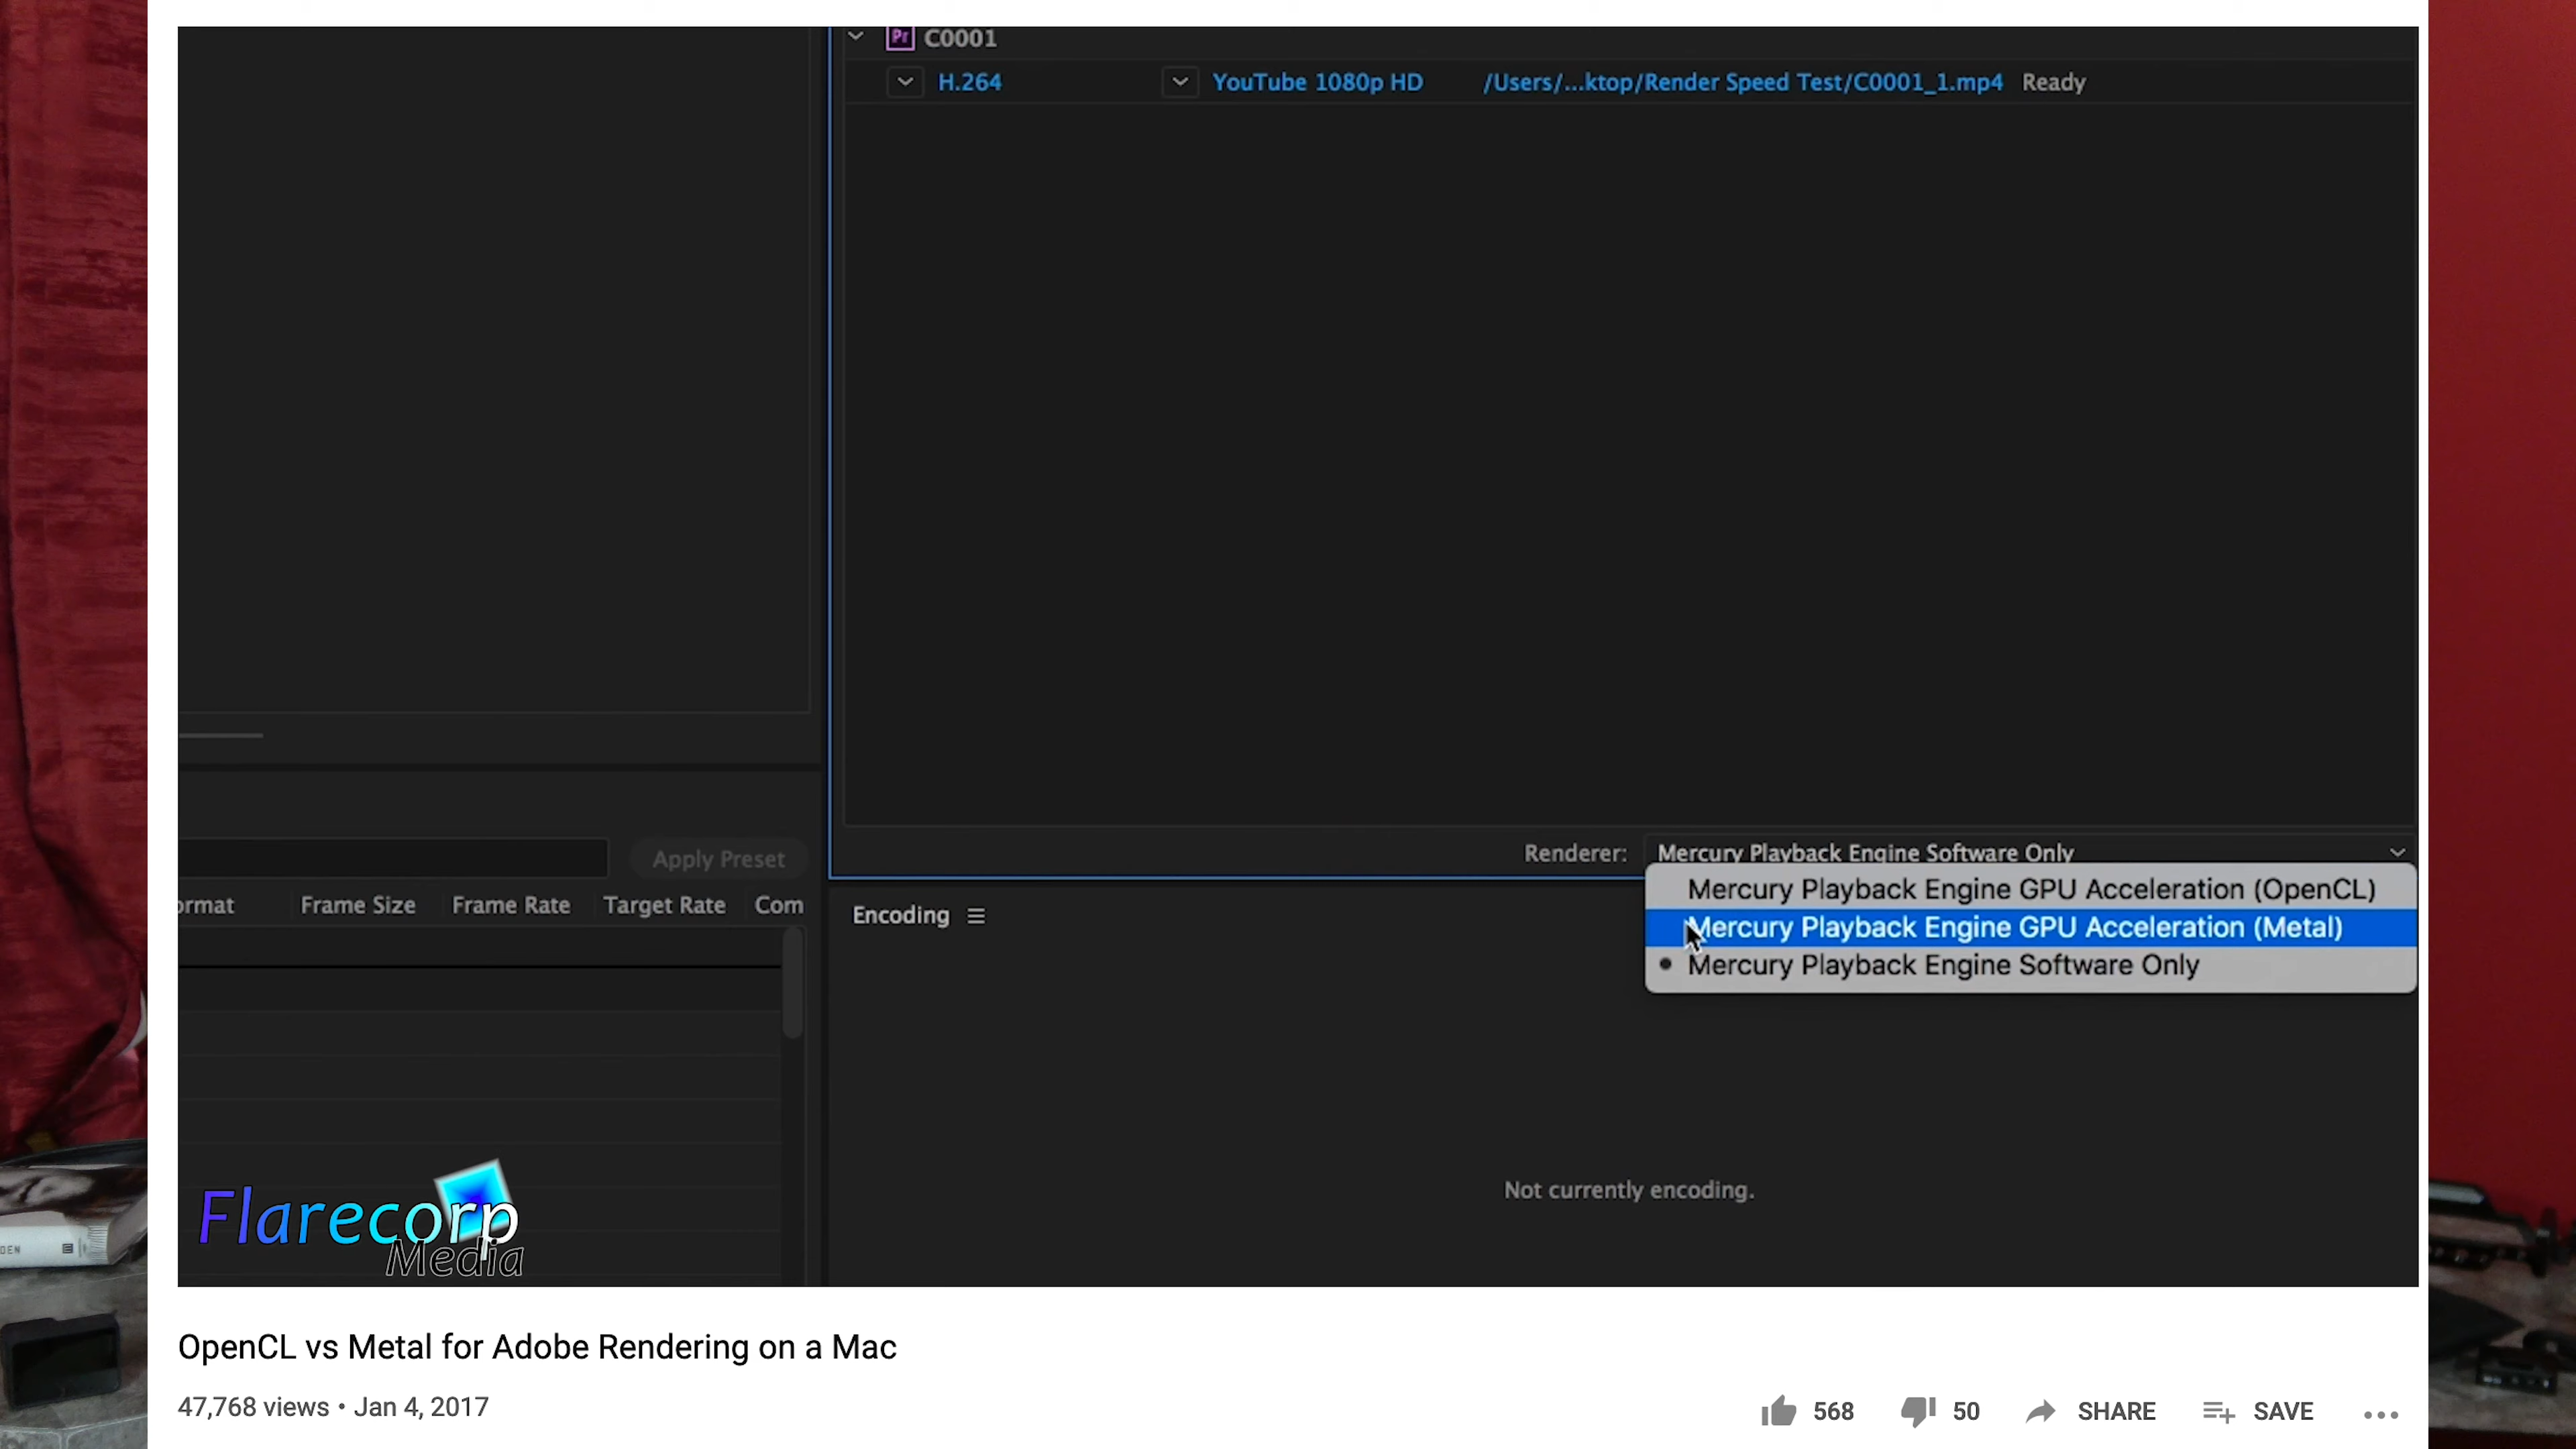 Pr C0001
H.264 YouTube 1080p HD /Users/...ktop/Render Speed Test/C0001_1.mp4 Ready
Renderer: Mercury Playback Engine Software Only
Mercury Playback Engine GPU Acceleration (OpenCL)
Mercury Playback Engine GPU Acceleration (Metal)
Mercury Playback Engine Software Only
Apply Preset
ormat Frame Size Frame Rate Target Rate Com
Encoding
Not currently encoding.
Flarecorp
Media
DEN
OpenCL vs Metal for Adobe Rendering on a Mac
47,768 views • Jan 4, 2017
568 50 SHARE SAVE